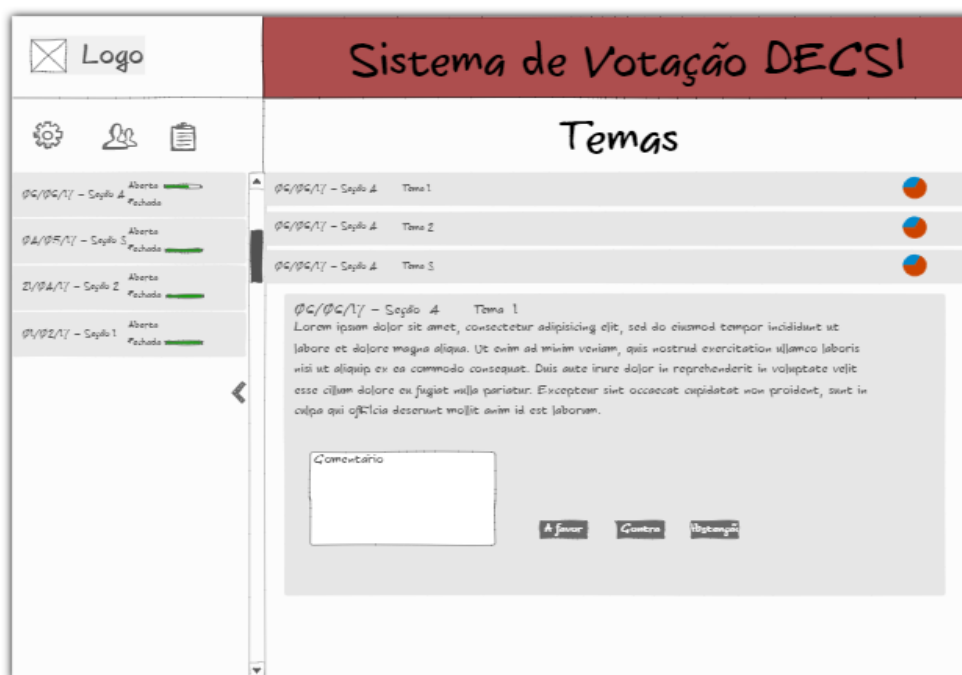 Logo
Sistema de Votação DECSI
Temas
06/06/17 - Seção 4
Aberta
Fechada
04/05/17 - Seção 3
Aberta
Fechada
21/04/17 - Seção 2
Aberta
Fechada
01/02/17 - Seção 1
Aberta
Fechada
06/06/17 - Seção 4 Tema 1
06/06/17 - Seção 4 Tema 2
06/06/17 - Seção 4 Tema 3
06/06/17 - Seção 4 Tema 1
Lorem ipsum dolor sit amet, consectetur adipisicing elit, sed do eiusmod tempor incididunt ut
labore et dolore magna aliqua. Ut enim ad minim veniam, quis nostrud exercitation ullamco laboris
nisi ut aliquip ex ea commodo consequat. Duis aute irure dolor in reprehenderit in voluptate velit
esse cillum dolore eu fugiat nulla pariatur. Excepteur sint occaecat cupidatat non proident, sunt in
culpa qui officia deserunt mollit anim id est laborum.
Comentário
A favor
Contra
Abstenção